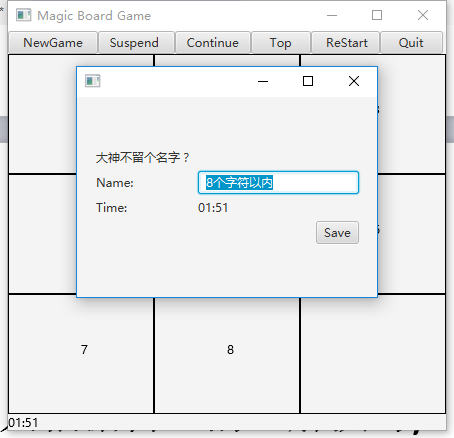 Magic Board Game
NewGame Suspend Continue Top ReStart Quit
大神不留个名字？
Name: 8个字符以内
Time: 01:51
Save
7 8
01:51